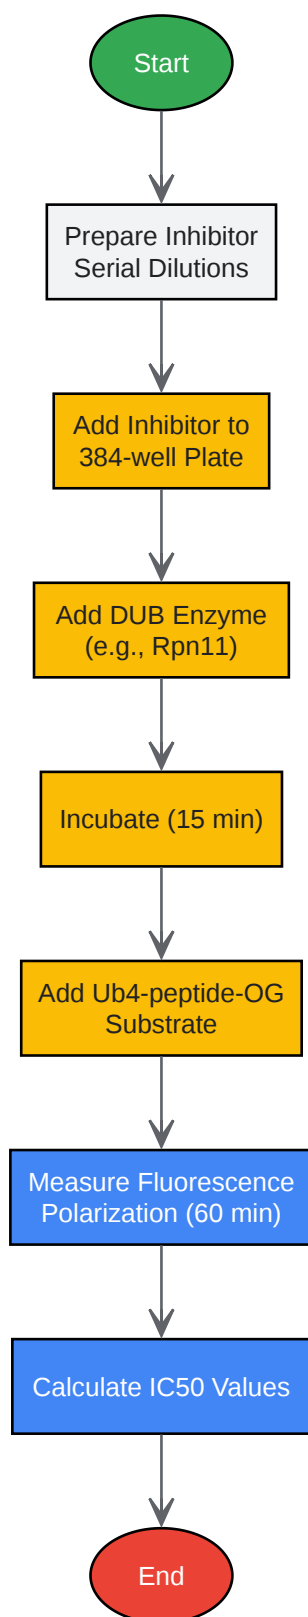 Start
Prepare Inhibitor
Serial Dilutions
Add Inhibitor to
384-well Plate
Add DUB Enzyme
(e.g., Rpn11)
Incubate (15 min)
Add Ub4-peptide-OG
Substrate
Measure Fluorescence
Polarization (60 min)
Calculate IC50 Values
End